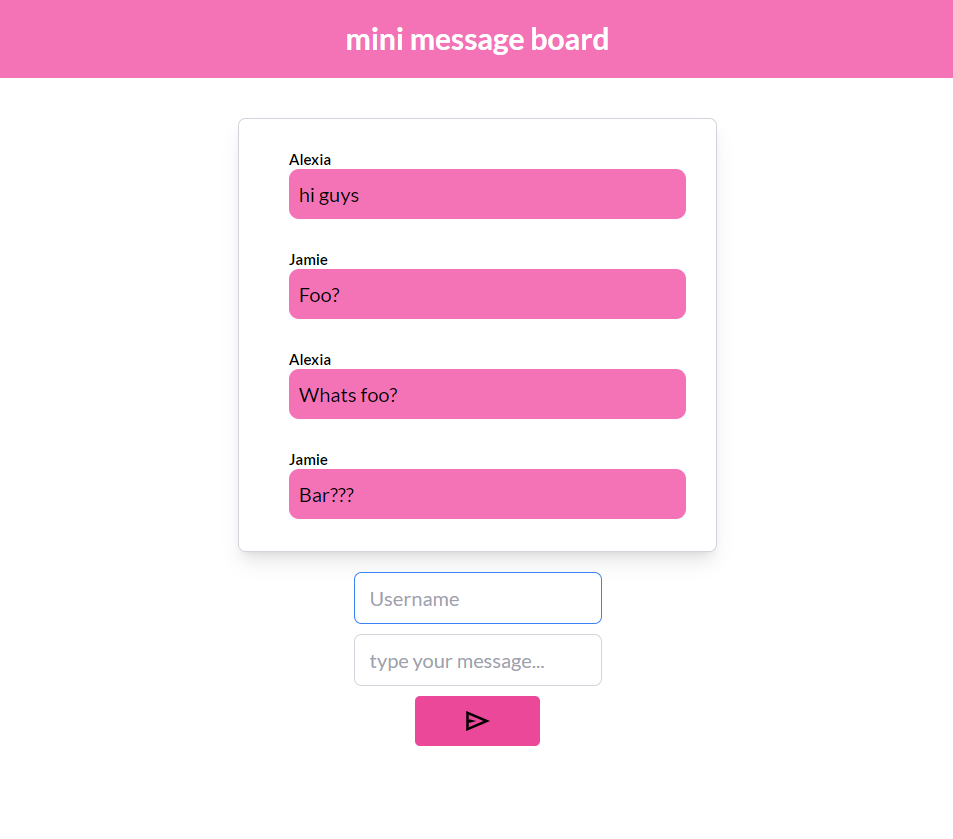 mini message board
Alexia
hi guys
Jamie
Foo?
Alexia
Whats foo?
Jamie
Bar???
Username
type your message...